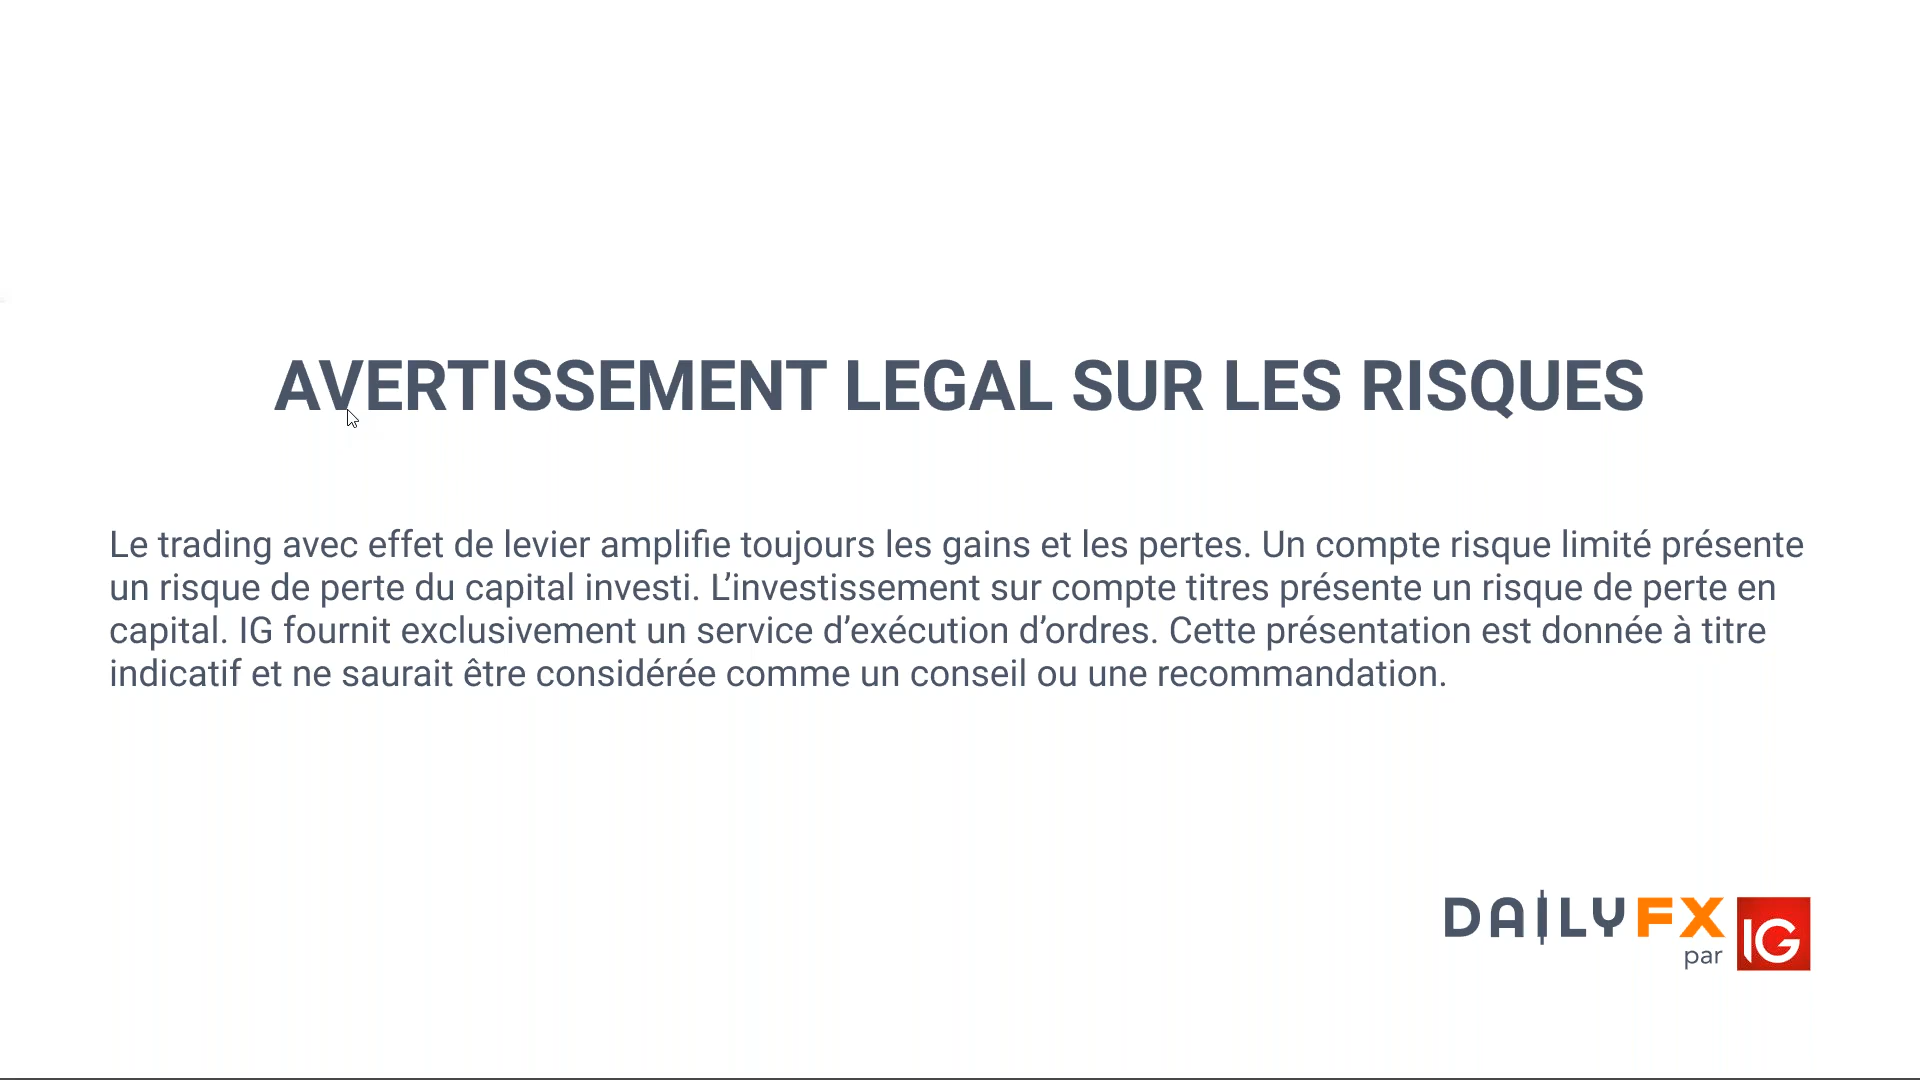 AVERTISSEMENT LEGAL SUR LES RISQUES
Le trading avec effet de levier amplifie toujours les gains et les pertes. Un compte risque limité présente
un risque de perte du capital investi. L’investissement sur compte titres présente un risque de perte en
capital. IG fournit exclusivement un service d’exécution d’ordres. Cette présentation est donnée à titre
indicatif et ne saurait être considérée comme un conseil ou une recommandation.
DAILYFX
par IG